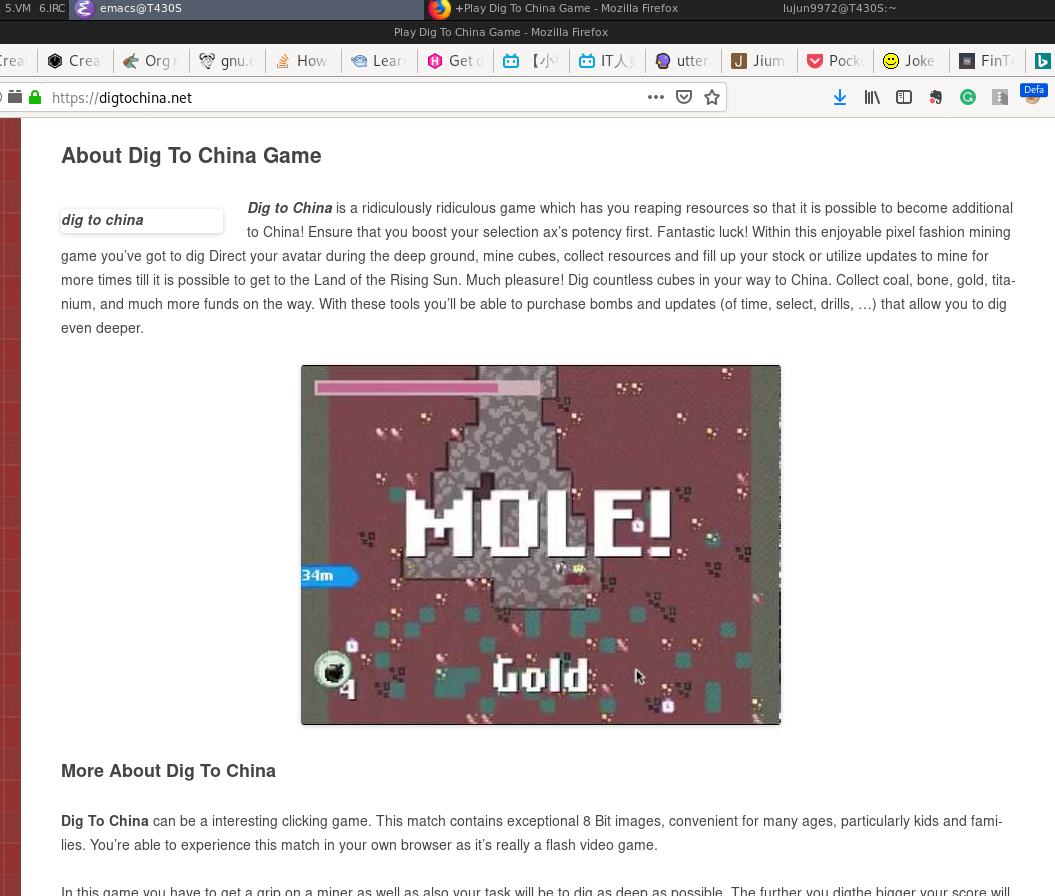 5.VM 6.IRC emacs@T430S +Play Dig To China Game - Mozilla Firefox lujun9972@T430S:~
Play Dig To China Game - Mozilla Firefox
Crea Org gnu. How Lear Get 【小 IT人 utter Jium Pock Joke FinT
https://digtochina.net
Defa
About Dig To China Game
dig to china
Dig to China is a ridiculously ridiculous game which has you reaping resources so that it is possible to become additional
to China! Ensure that you boost your selection ax’s potency first. Fantastic luck! Within this enjoyable pixel fashion mining
game you’ve got to dig Direct your avatar during the deep ground, mine cubes, collect resources and fill up your stock or utilize updates to mine for
more times till it is possible to get to the Land of the Rising Sun. Much pleasure! Dig countless cubes in your way to China. Collect coal, bone, gold, tita-
nium, and much more funds on the way. With these tools you’ll be able to purchase bombs and updates (of time, select, drills, …) that allow you to dig
even deeper.
MOLE!
34m
Gold
4
More About Dig To China
Dig To China can be a interesting clicking game. This match contains exceptional 8 Bit images, convenient for many ages, particularly kids and fami-
lies. You’re able to experience this match in your own browser as it’s really a flash video game.
In this game you have to get a grip on a miner as well as also your task will be to dig as deep as possible. The further you digthe bigger your score will